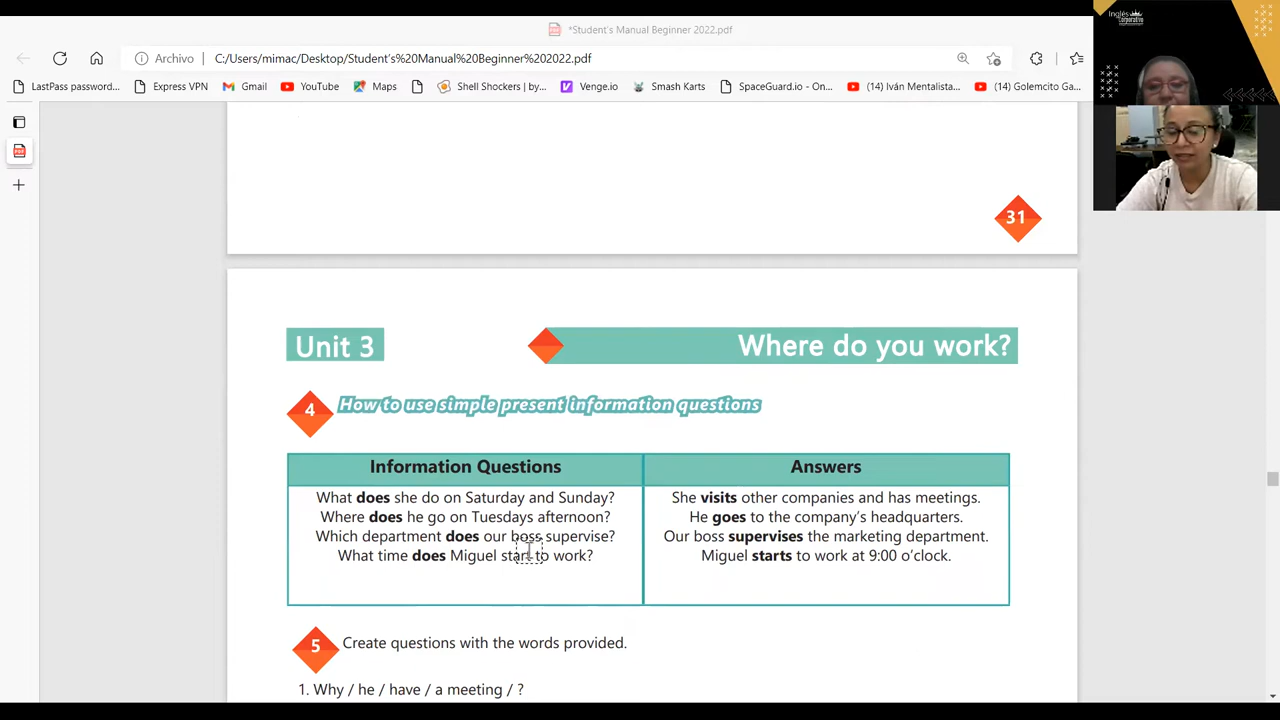 *Student's Manual Beginner 2022.pdf
Archivo
C:/Users/mimac/Desktop/Student's%20Manual%20Beginner%202022.pdf
LastPass password...
Express VPN
Gmail
YouTube
Maps
Shell Shockers | by...
Venge.io
Smash Karts
SpaceGuard.io - On...
(14) Iván Mentalista...
(14) Golemcito Ga...
Inglés
Corporativo
31
Unit 3
Where do you work?
4
How to use simple present information questions
Information Questions
Answers
What does she do on Saturday and Sunday?
She visits other companies and has meetings.
Where does he go on Tuesdays afternoon?
He goes to the company's headquarters.
Which department does our boss supervise?
Our boss supervises the marketing department.
What time does Miguel start to work?
Miguel starts to work at 9:00 o'clock.
5
Create questions with the words provided.
1. Why / he / have / a meeting / ?